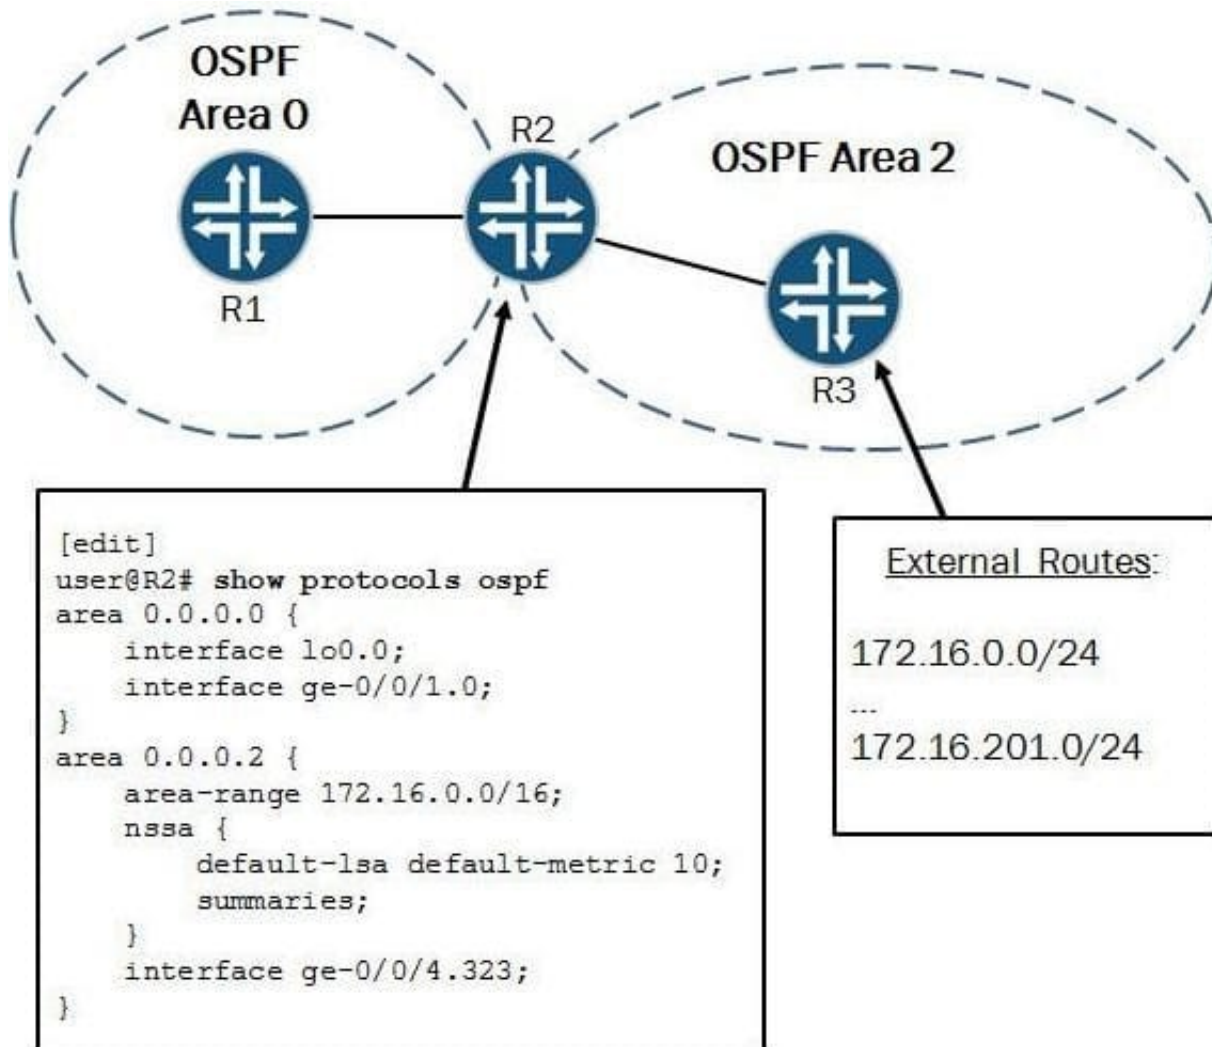 OSPF
Area 0
R2
OSPF Area 2
R1
R3
[edit]
user@R2# show protocols ospf
area 0.0.0.0 {
    interface lo0.0;
    interface ge-0/0/1.0;
}
area 0.0.0.2 {
    area-range 172.16.0.0/16;
    nssa {
        default-lsa default-metric 10;
        summaries;
    }
    interface ge-0/0/4.323;
}
External Routes:
172.16.0.0/24
...
172.16.201.0/24